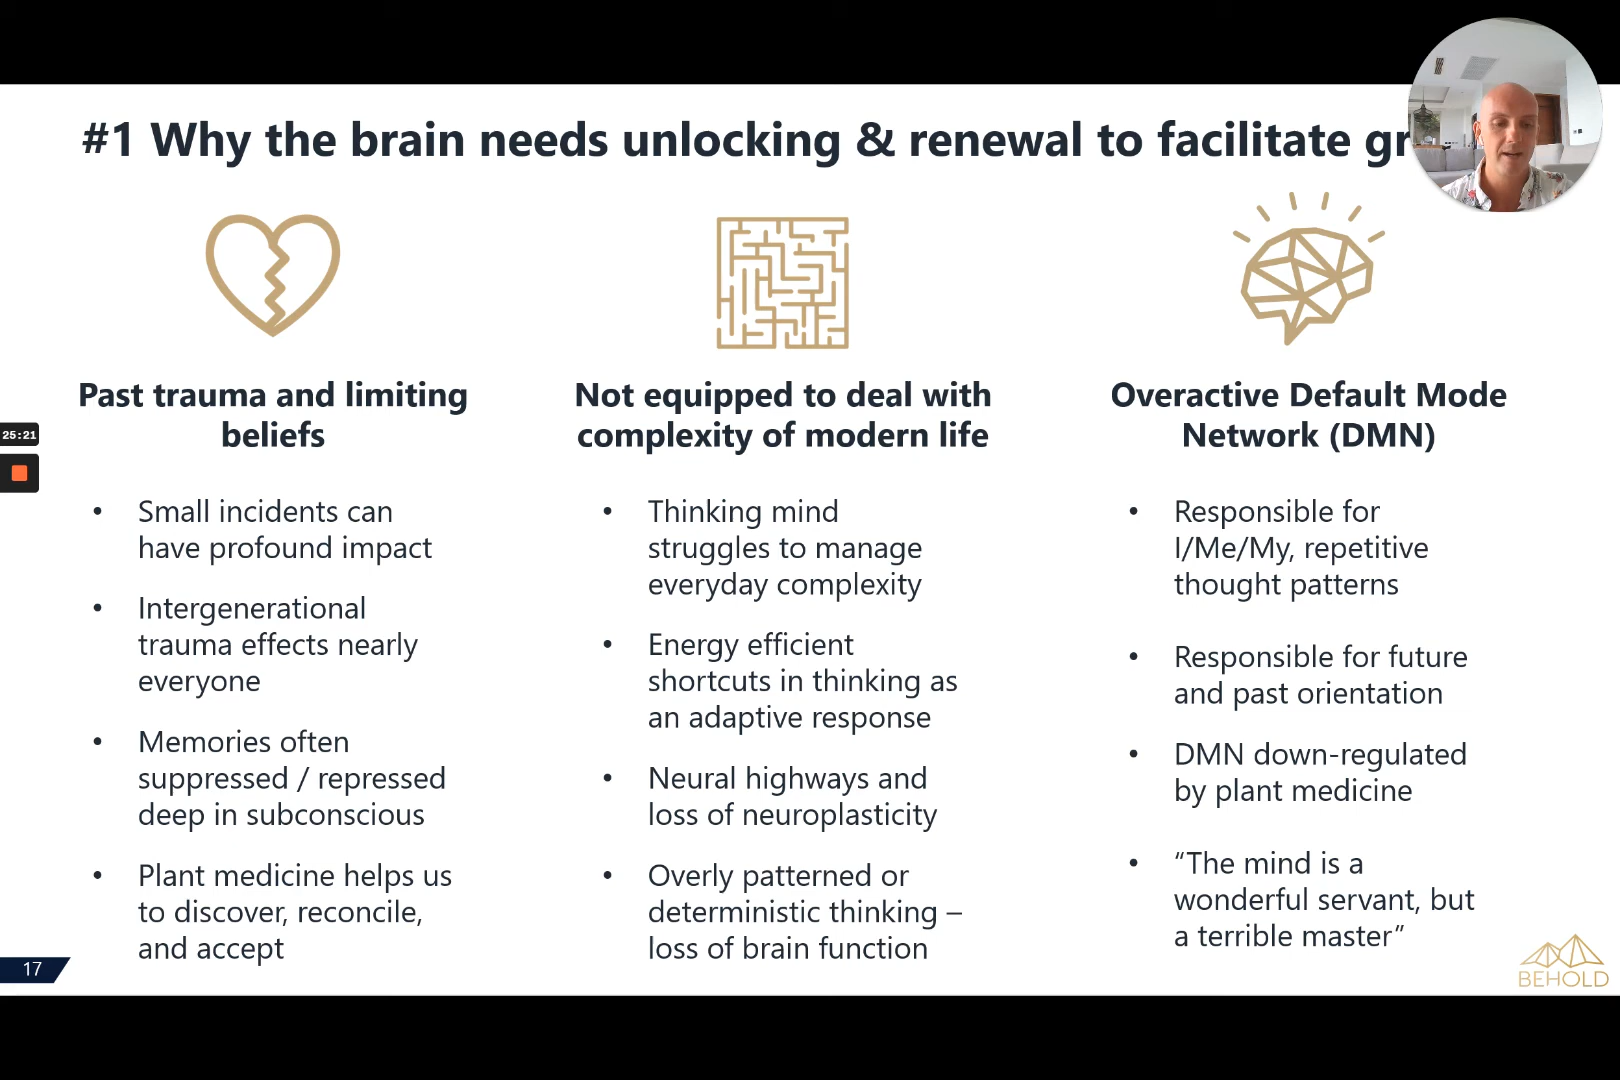 #1 Why the brain needs unlocking & renewal to facilitate gr
Past trauma and limiting
beliefs
• Small incidents can
have profound impact
• Intergenerational
trauma effects nearly
everyone
• Memories often
suppressed / repressed
deep in subconscious
• Plant medicine helps us
to discover, reconcile,
and accept
Not equipped to deal with
complexity of modern life
• Thinking mind
struggles to manage
everyday complexity
• Energy efficient
shortcuts in thinking as
an adaptive response
• Neural highways and
loss of neuroplasticity
• Overly patterned or
deterministic thinking –
loss of brain function
Overactive Default Mode
Network (DMN)
• Responsible for
I/Me/My, repetitive
thought patterns
• Responsible for future
and past orientation
• DMN down-regulated
by plant medicine
• “The mind is a
wonderful servant, but
a terrible master”
25:21
17
BEHOLD